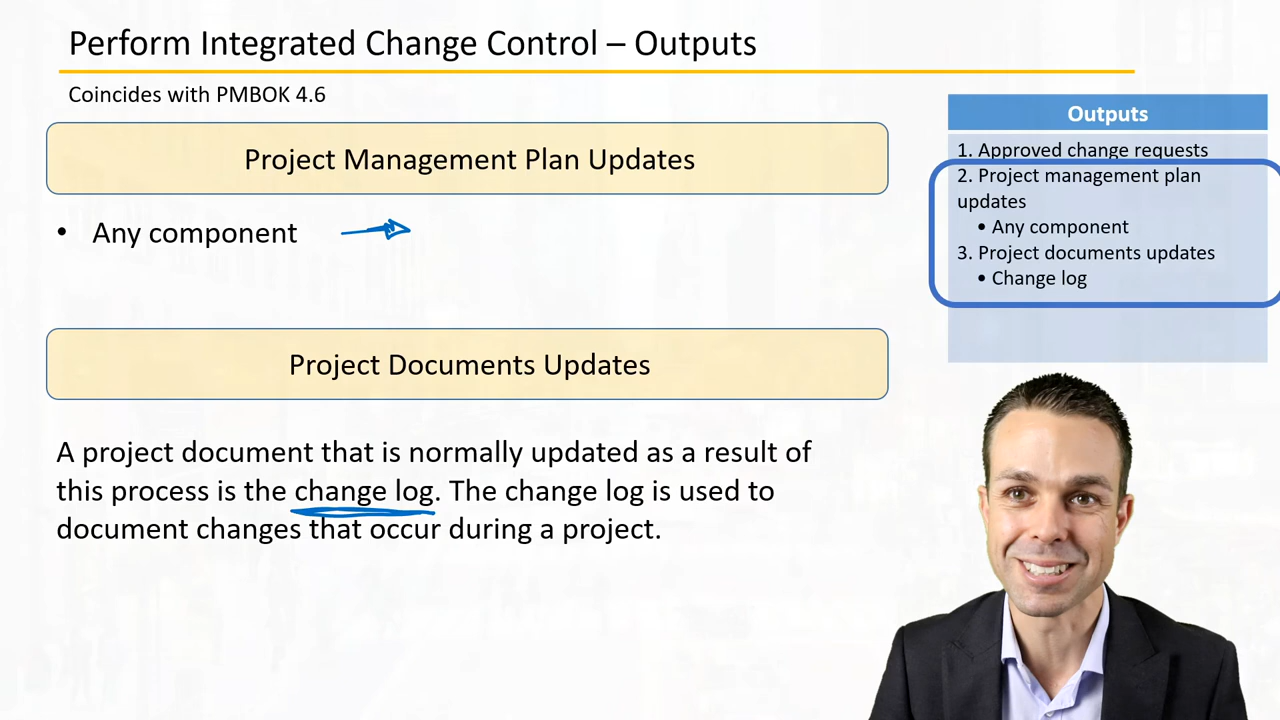 Perform Integrated Change Control – Outputs
Coincides with PMBOK 4.6
Project Management Plan Updates
• Any component
Project Documents Updates
A project document that is normally updated as a result of
this process is the change log. The change log is used to
document changes that occur during a project.
Outputs
1. Approved change requests
2. Project management plan
updates
• Any component
3. Project documents updates
• Change log